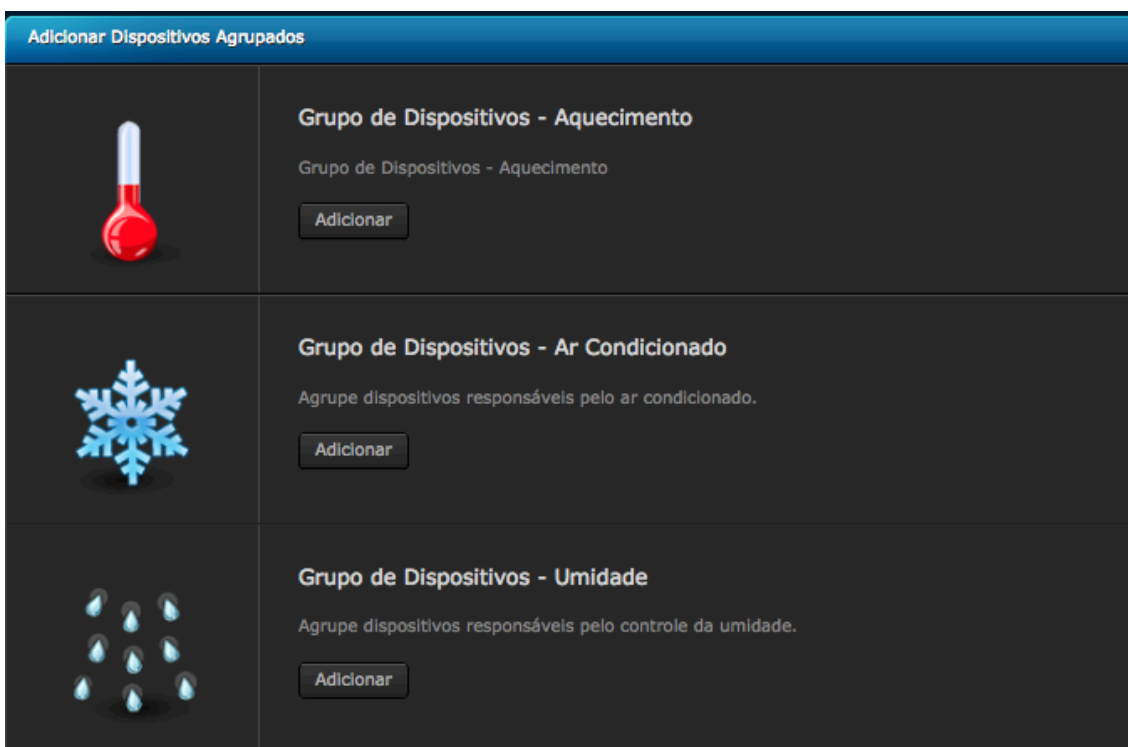 Adicionar Dispositivos Agrupados
Grupo de Dispositivos - Aquecimento
Grupo de Dispositivos - Aquecimento
Adicionar
Grupo de Dispositivos - Ar Condicionado
Agrupe dispositivos responsáveis pelo ar condicionado.
Adicionar
Grupo de Dispositivos - Umidade
Agrupe dispositivos responsáveis pelo controle da umidade.
Adicionar